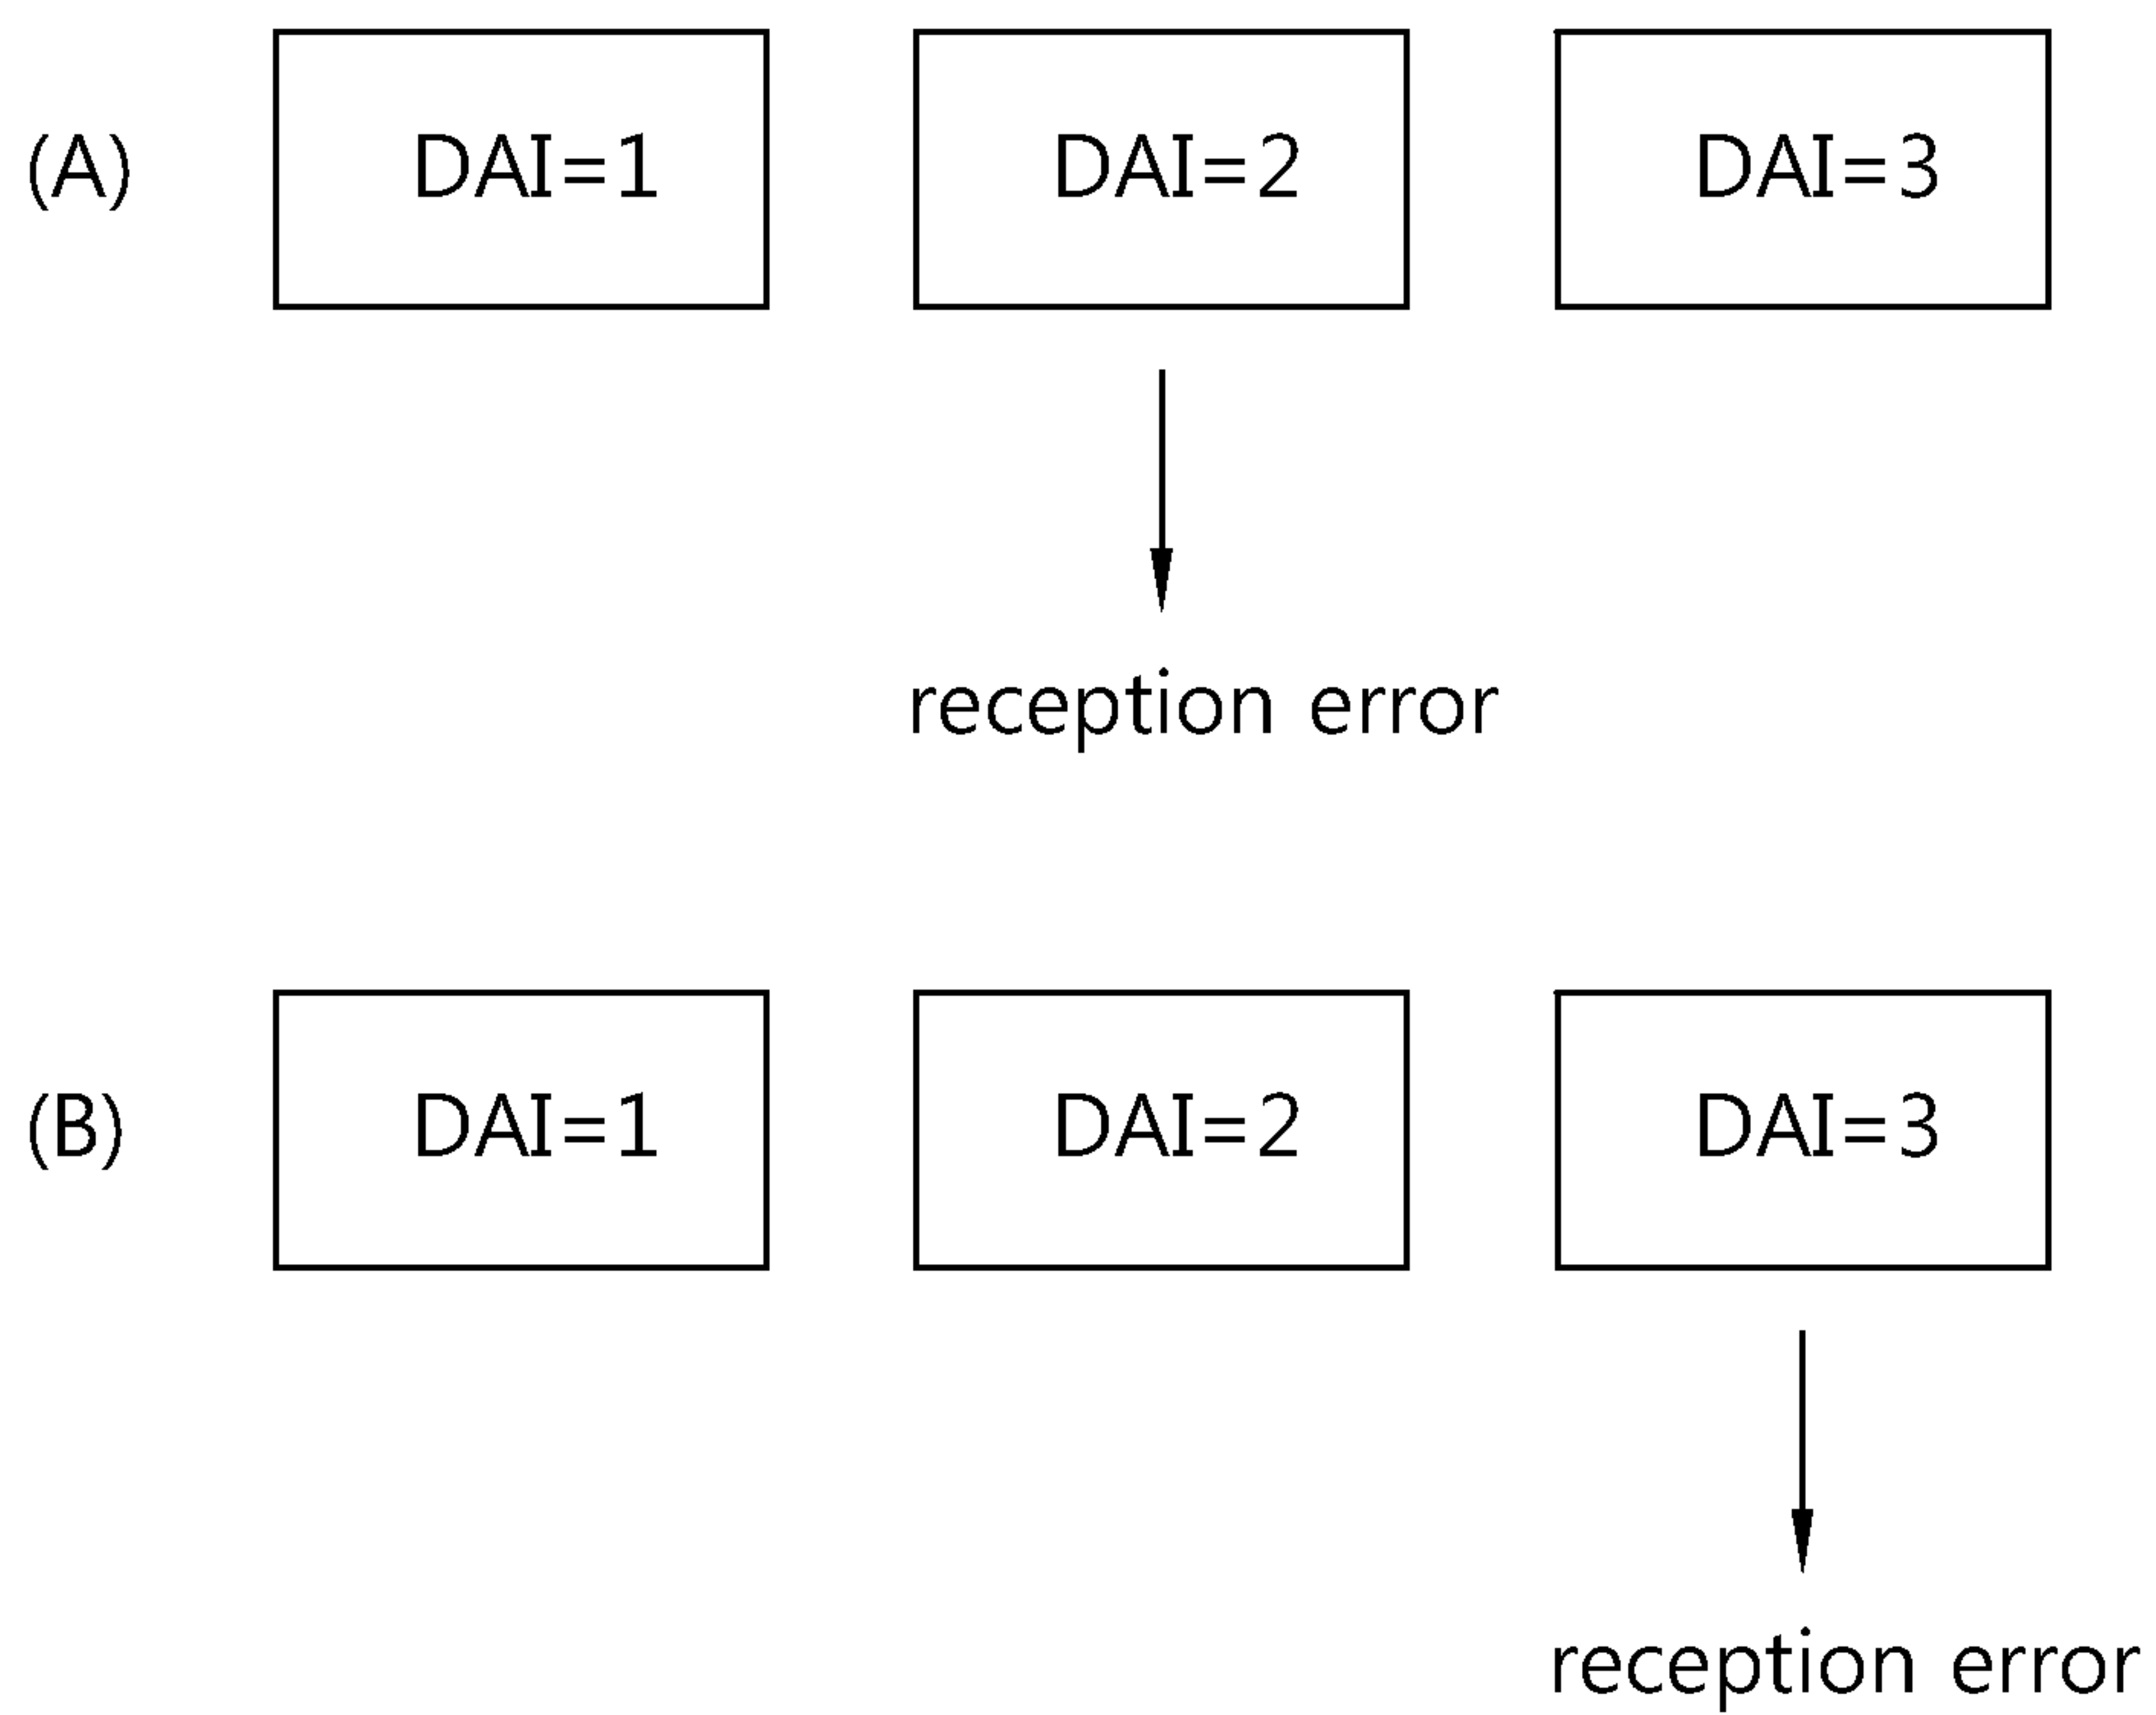 (A) DAI=1 DAI=2 DAI=3
reception error
(B) DAI=1 DAI=2 DAI=3
reception error